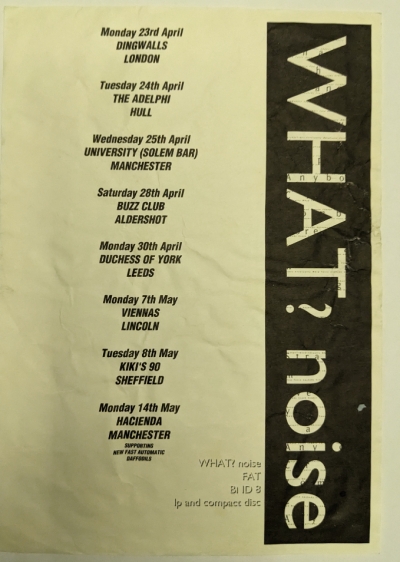 Monday 23rd April
DINGWALLS
LONDON
Tuesday 24th April
THE ADELPHI
HULL
Wednesday 25th April
UNIVERSITY (SOLEM BAR)
MANCHESTER
Saturday 28th April
BUZZ CLUB
ALDERSHOT
Monday 30th April
DUCHESS OF YORK
LEEDS
Monday 7th May
VIENNAS
LINCOLN
Tuesday 8th May
KIKI'S 90
SHEFFIELD
Monday 14th May
HACIENDA
MANCHESTER
SUPPORTING
NEW FAST AUTOMATIC
DAFFODILS
WHAT? noise
FAT
BIND 8
lp and compact disc
WHAT? noise